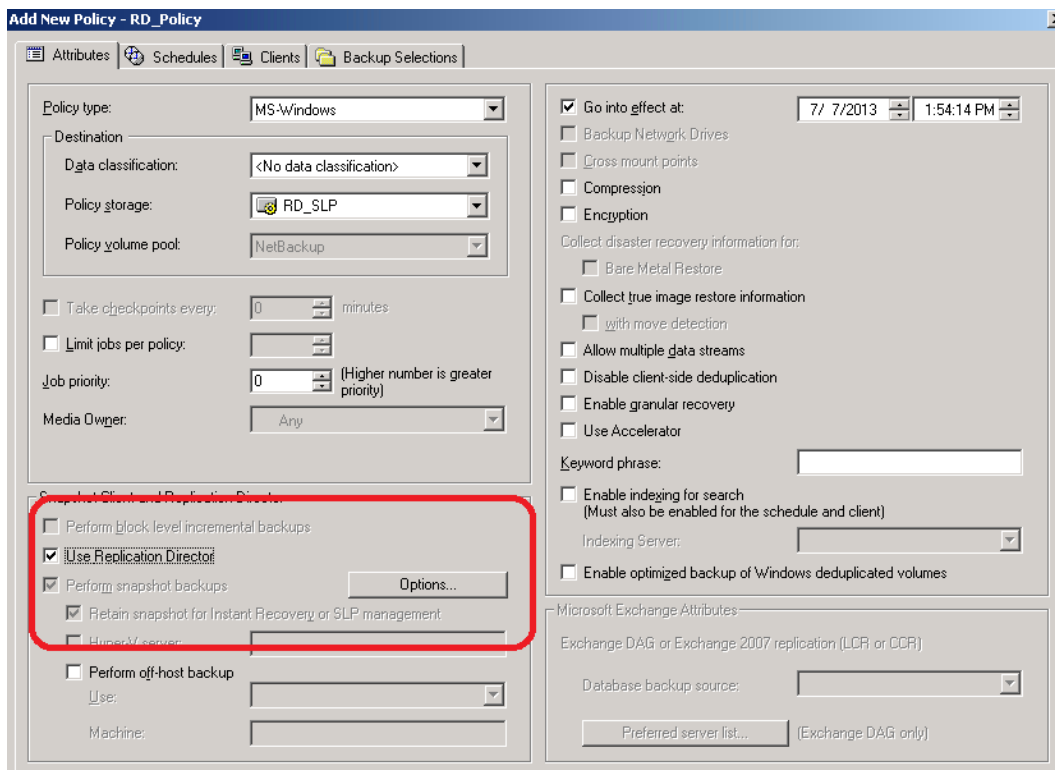 Add New Policy - RD_Policy
Attributes Schedules Clients Backup Selections
Policy type: MS-Windows
Destination
Data classification: <No data classification>
Policy storage: RD_SLP
Policy volume pool: NetBackup
Take checkpoints every: 0 minutes
Limit jobs per policy:
Job priority: 0 (Higher number is greater
priority)
Media Owner: Any
Snapshot Client and Replication Director
Perform block level incremental backups
Use Replication Director
Perform snapshot backups Options...
Retain snapshot for Instant Recovery or SLP management
Hyper-V server:
Perform off-host backup
Use:
Machine:
Go into effect at: 7/ 7/2013 1:54:14 PM
Backup Network Drives
Cross mount points
Compression
Encryption
Collect disaster recovery information for:
Bare Metal Restore
Collect true image restore information
with move detection
Allow multiple data streams
Disable client-side deduplication
Enable granular recovery
Use Accelerator
Keyword phrase:
Enable indexing for search
(Must also be enabled for the schedule and client)
Indexing Server:
Enable optimized backup of Windows deduplicated volumes
Microsoft Exchange Attributes
Exchange DAG or Exchange 2007 replication (LCR or CCR)
Database backup source:
Preferred server list... (Exchange DAG only)